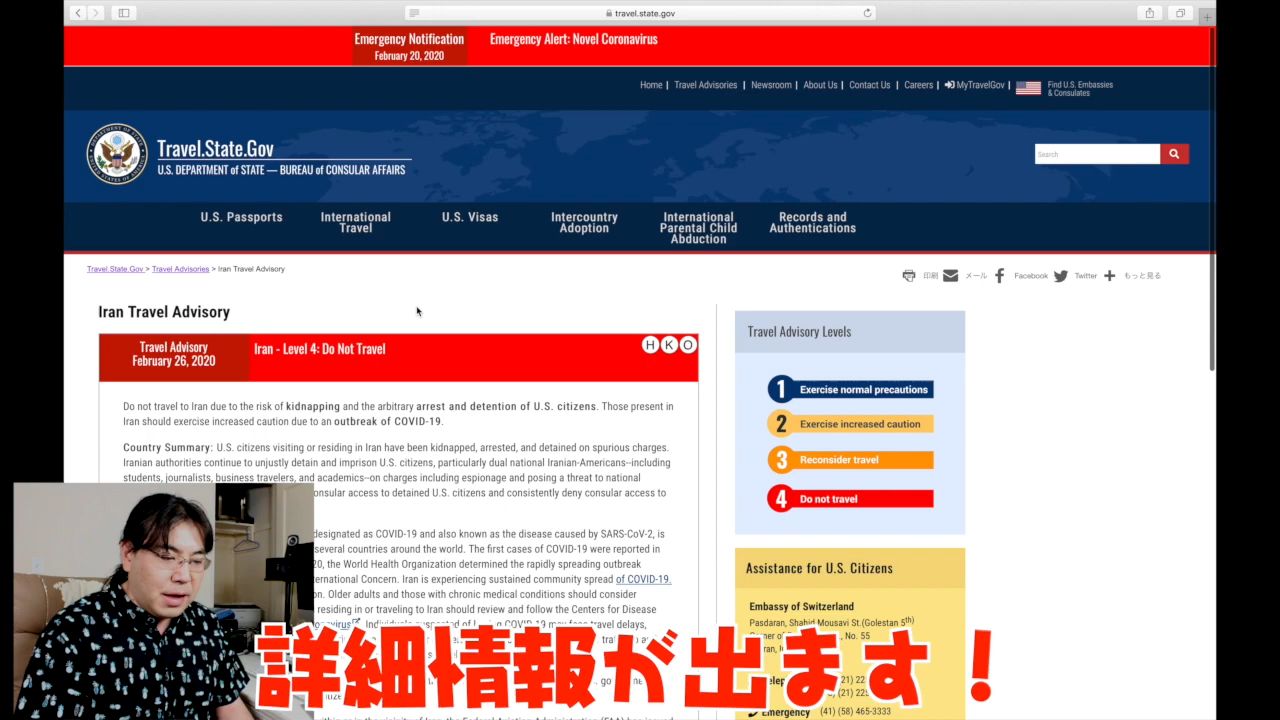 travel.state.gov
Emergency Notification
February 20, 2020
Emergency Alert: Novel Coronavirus
Home | Travel Advisories | Newsroom | About Us | Contact Us | Careers | MyTravelGov | Find U.S. Embassies & Consulates
Travel.State.Gov
U.S. DEPARTMENT of STATE — BUREAU of CONSULAR AFFAIRS
Search
U.S. Passports
International Travel
U.S. Visas
Intercountry Adoption
International Parental Child Abduction
Records and Authentications
Travel.State.Gov > Travel Advisories > Iran Travel Advisory
印刷 メール Facebook Twitter もっと見る
Iran Travel Advisory
Travel Advisory
February 26, 2020
Iran - Level 4: Do Not Travel
H K O
Do not travel to Iran due to the risk of kidnapping and the arbitrary arrest and detention of U.S. citizens. Those present in
Iran should exercise increased caution due to an outbreak of COVID-19.
Country Summary: U.S. citizens visiting or residing in Iran have been kidnapped, arrested, and detained on spurious charges.
Iranian authorities continue to unjustly detain and imprison U.S. citizens, particularly dual national Iranian-Americans--including
students, journalists, business travelers, and academics--on charges including espionage and posing a threat to national
onsular access to detained U.S. citizens and consistently deny consular access to
designated as COVID-19 and also known as the disease caused by SARS-CoV-2, is
several countries around the world. The first cases of COVID-19 were reported in
20, the World Health Organization determined the rapidly spreading outbreak
ternational Concern. Iran is experiencing sustained community spread of COVID-19.
on. Older adults and those with chronic medical conditions should consider
residing in or traveling to Iran should review and follow the Centers for Disease
Travel Advisory Levels
1 Exercise normal precautions
2 Exercise increased caution
3 Reconsider travel
4 Do not travel
Assistance for U.S. Citizens
Embassy of Switzerland
Pasdaran, Shahid Mousavi St.(Golestan 5th)
No. 55
Emergency (41) (58) 465-3333
詳細情報が出ます！